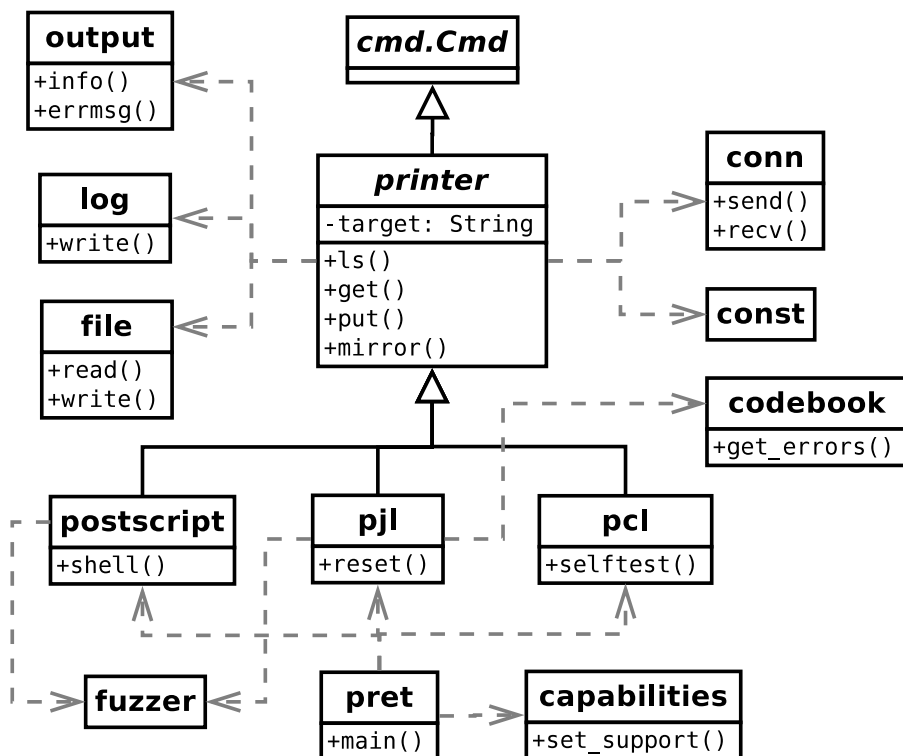 output
+info()
+errmsg()
cmd.Cmd
log
+write()
printer
-target: String
+ls()
+get()
+put()
+mirror()
conn
+send()
+recv()
file
+read()
+write()
const
codebook
+get_errors()
postscript
+shell()
pjl
+reset()
pcl
+selftest()
fuzzer
pret
+main()
capabilities
+set_support()